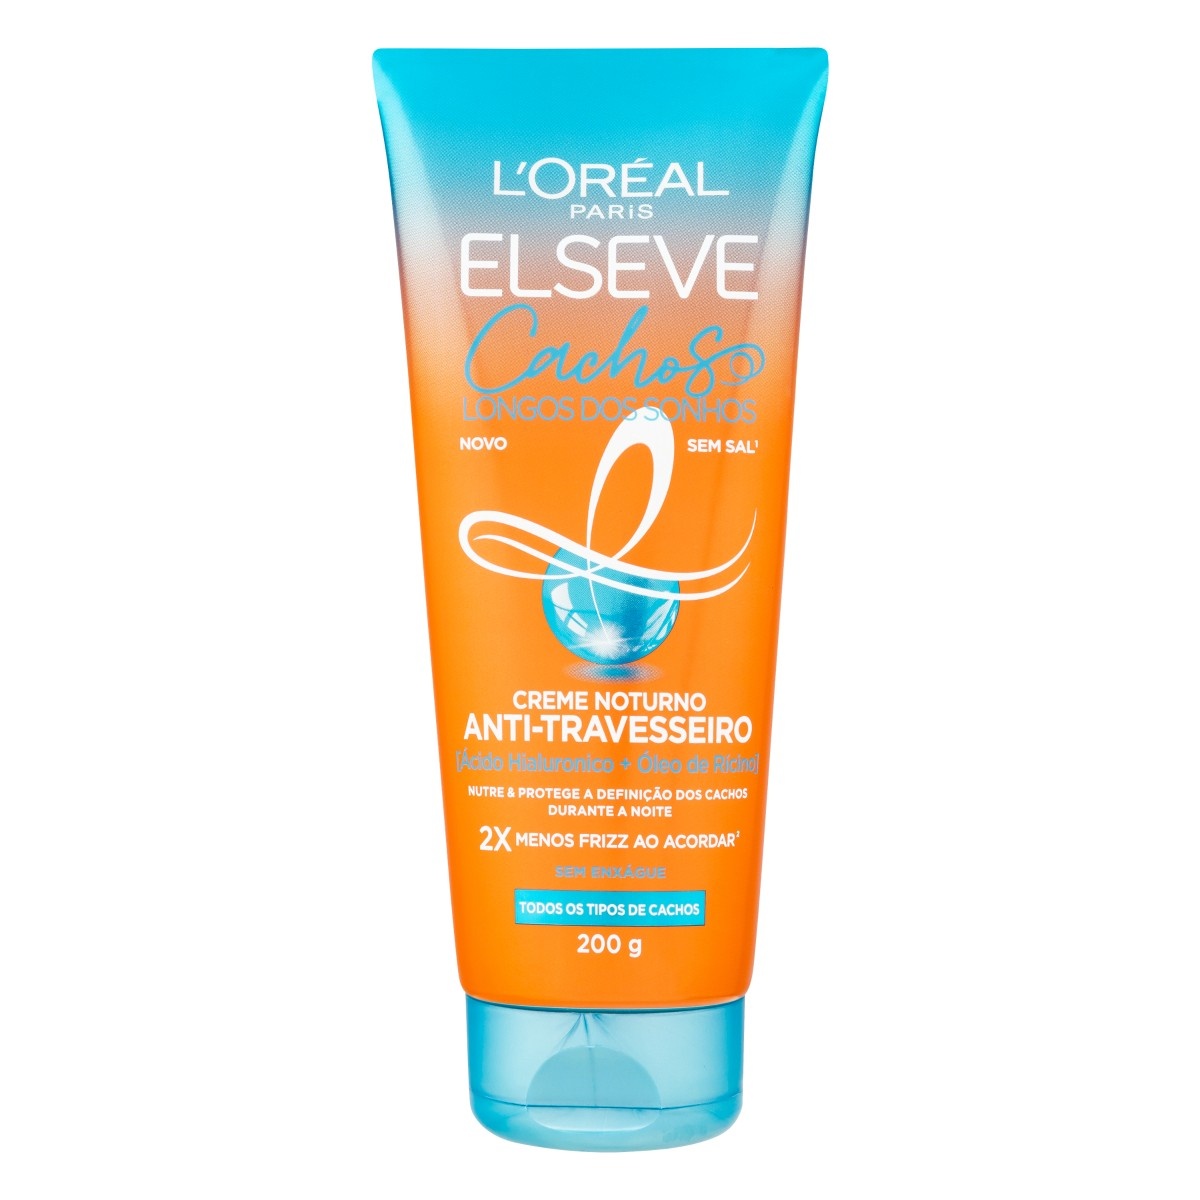 L'ORÉAL
PARIS
ELSEVE
Cachos
LONGOS DOS SONHOS
NOVO
SEM SAL¹
CREME NOTURNO
ANTI-TRAVESSEIRO
[Ácido Hialuronico + Óleo de Rícino]
NUTRE & PROTEGE A DEFINIÇÃO DOS CACHOS
DURANTE A NOITE
2X MENOS FRIZZ AO ACORDAR²
SEM ENXÁGUE
TODOS OS TIPOS DE CACHOS
200 g